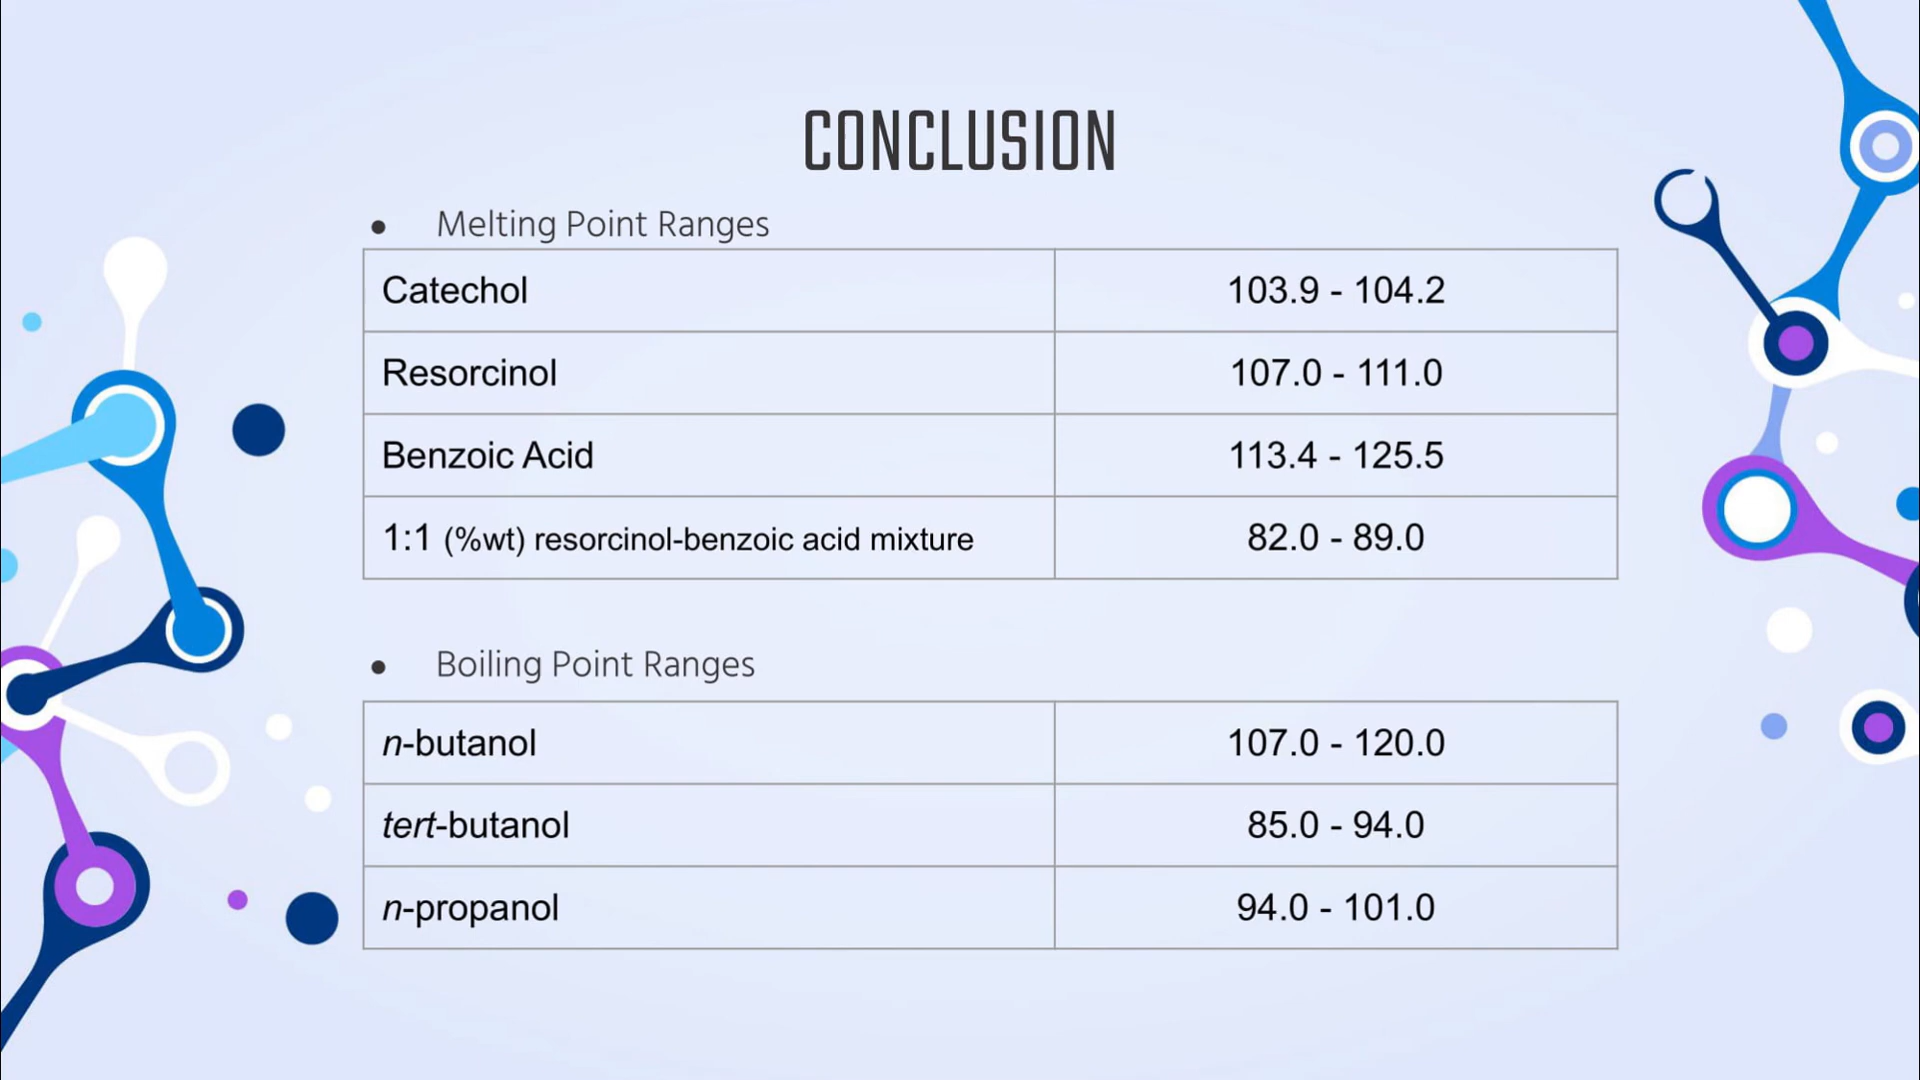 CONCLUSION
● Melting Point Ranges
Catechol 103.9 - 104.2
Resorcinol 107.0 - 111.0
Benzoic Acid 113.4 - 125.5
1:1 (%wt) resorcinol-benzoic acid mixture 82.0 - 89.0
● Boiling Point Ranges
n-butanol 107.0 - 120.0
tert-butanol 85.0 - 94.0
n-propanol 94.0 - 101.0